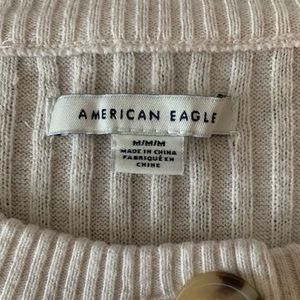 AMERICAN EAGLE
M/M/M
MADE IN CHINA
FABRIQUÉ EN
CHINE